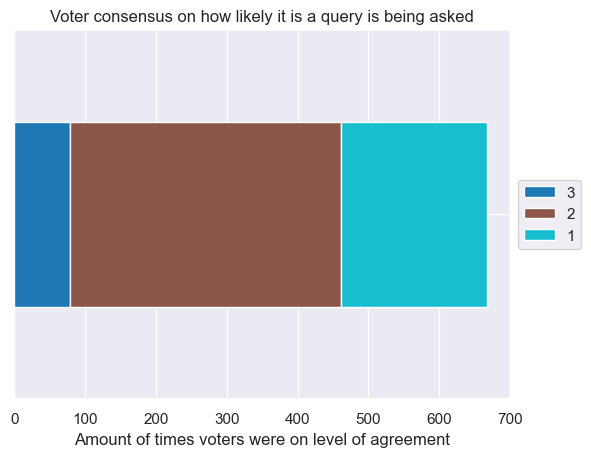 Voter consensus on how likely it is a query is being asked
3
2
1
0 100 200 300 400 500 600 700
Amount of times voters were on level of agreement